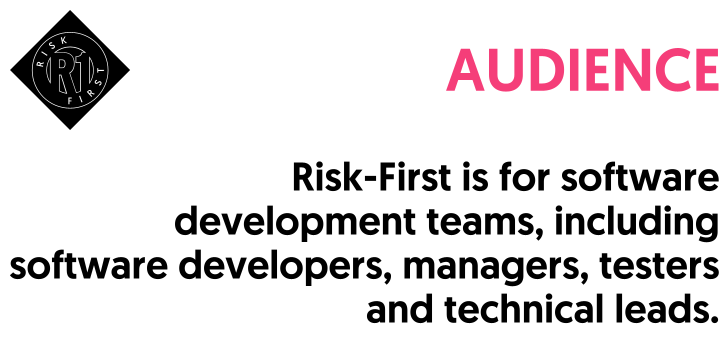 RISK
R1
FIRST
AUDIENCE
Risk-First is for software
development teams, including
software developers, managers, testers
and technical leads.